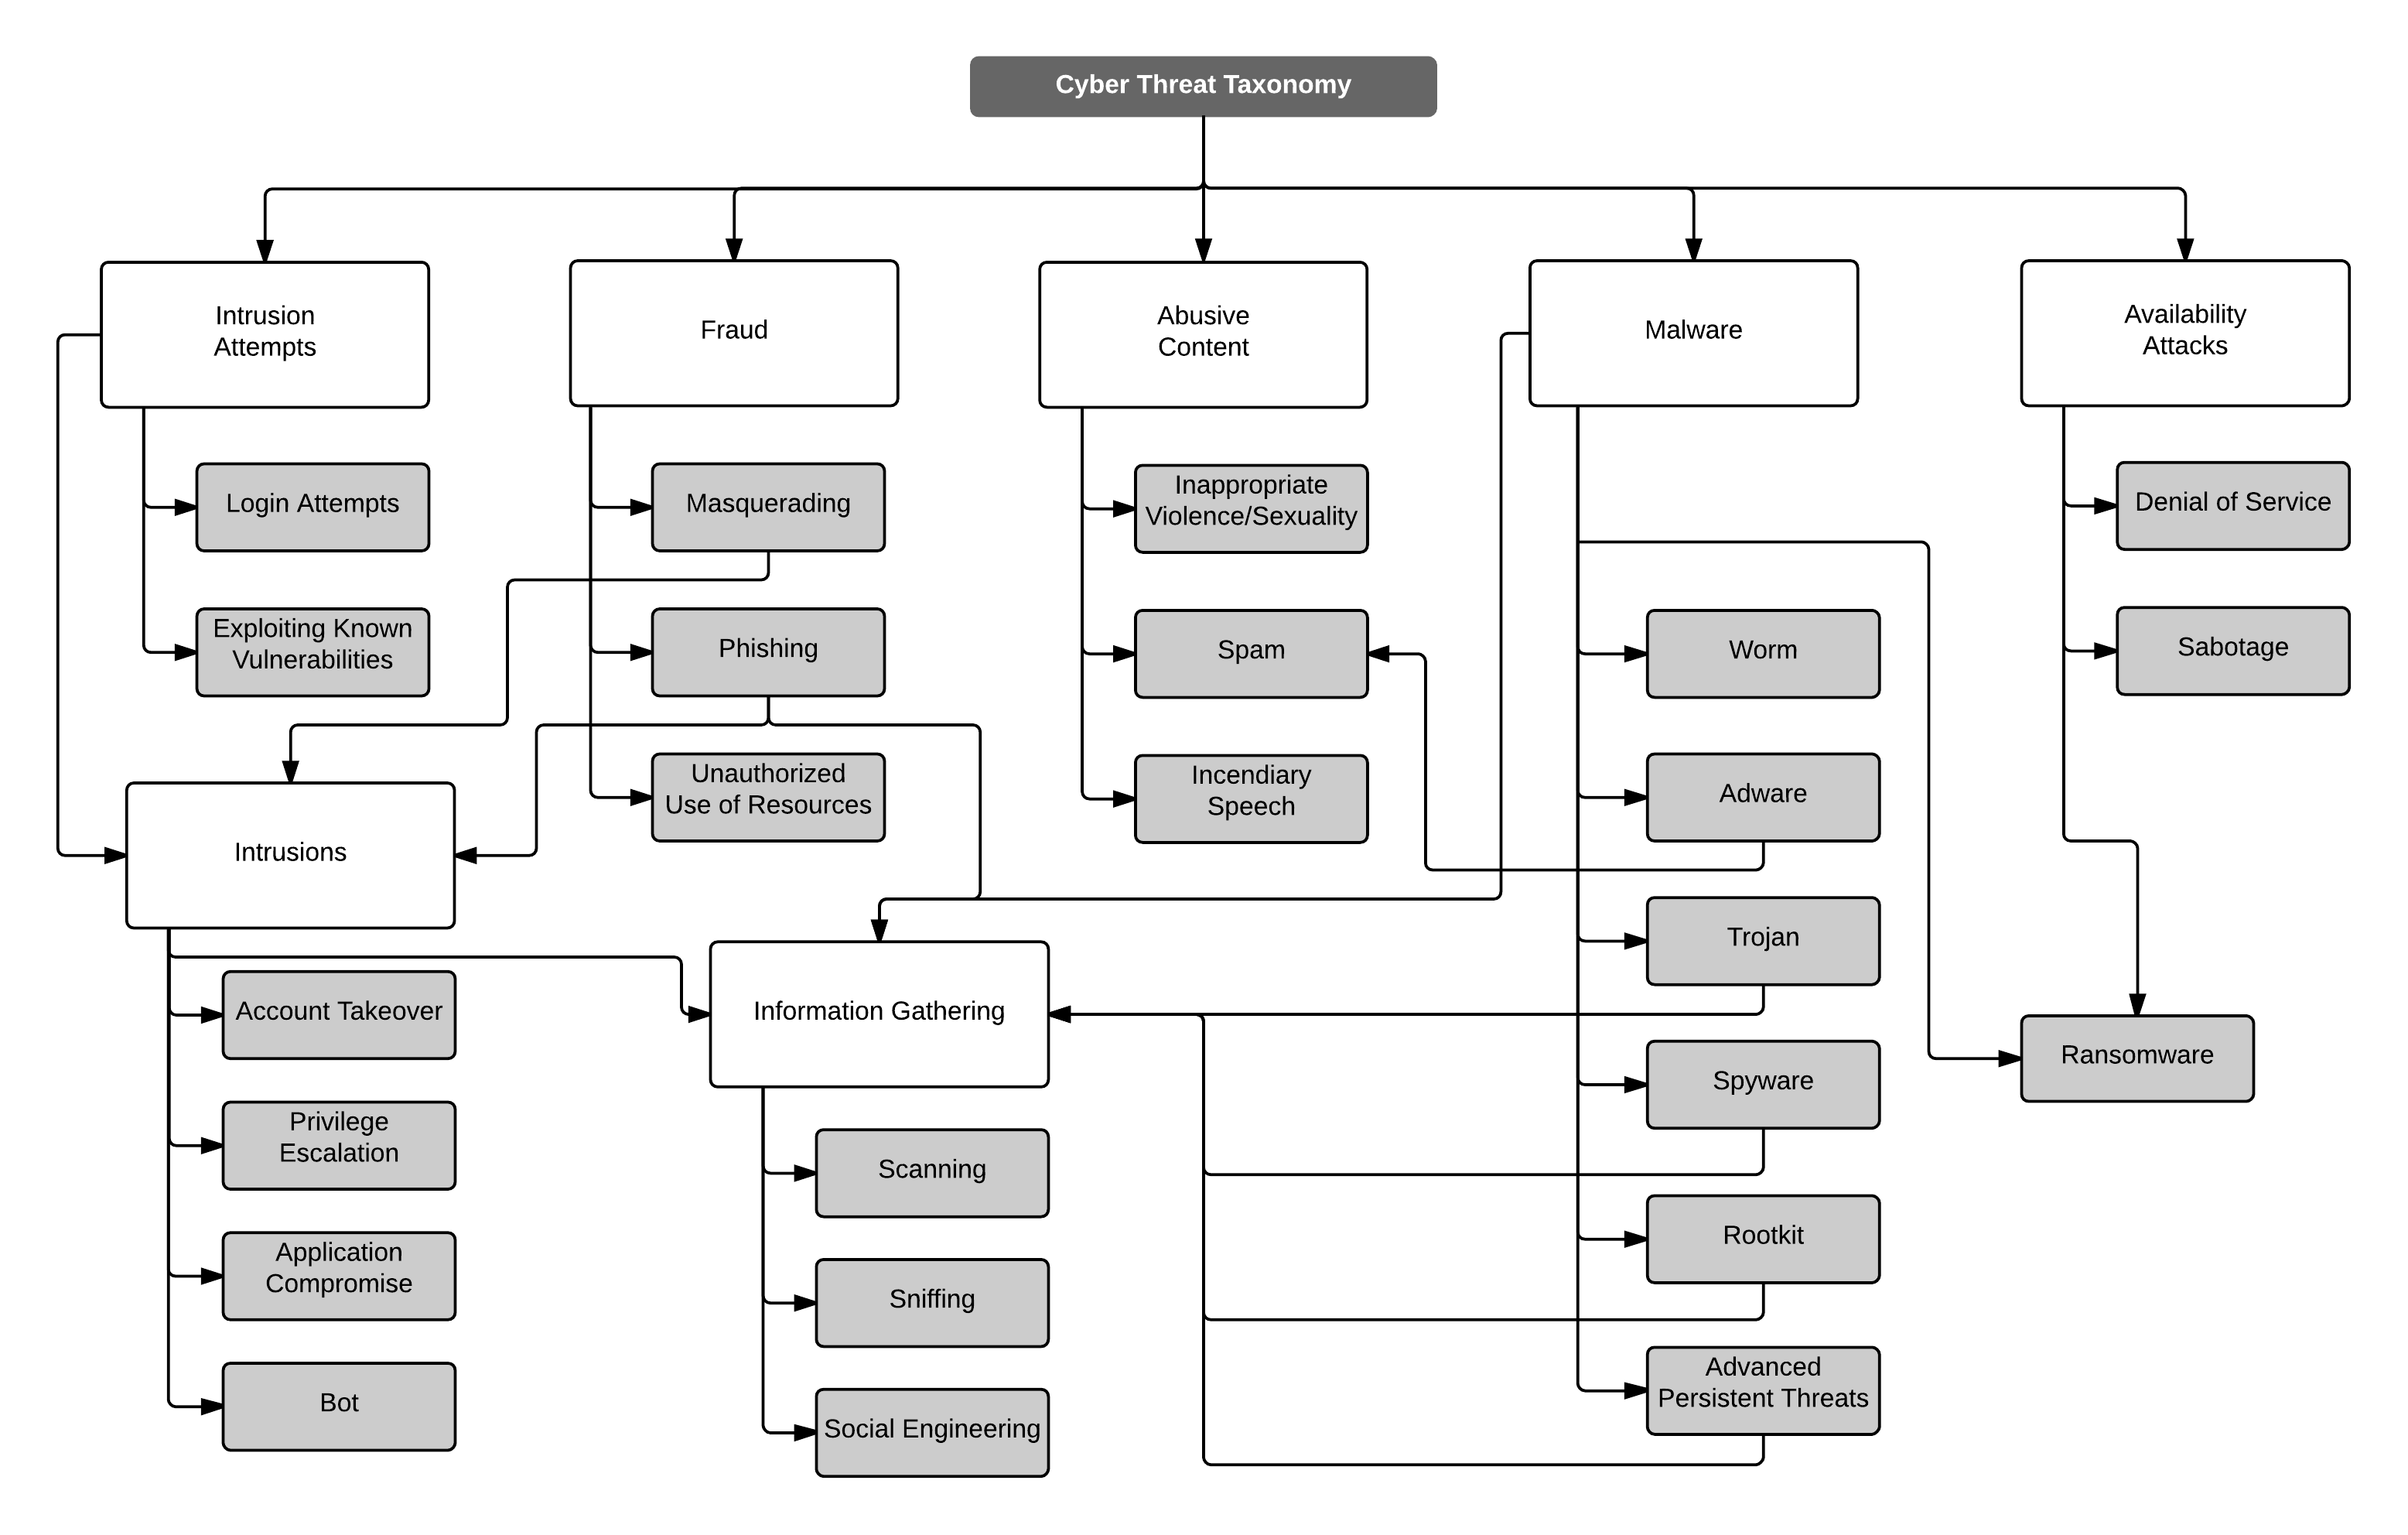 Cyber Threat Taxonomy
Intrusion
Attempts
Fraud
Abusive
Content
Malware
Availability
Attacks
Login Attempts
Masquerading
Inappropriate
Violence/Sexuality
Denial of Service
Exploiting Known
Vulnerabilities
Phishing
Spam
Worm
Sabotage
Unauthorized
Use of Resources
Incendiary
Speech
Adware
Intrusions
Trojan
Account Takeover
Information Gathering
Spyware
Ransomware
Privilege
Escalation
Scanning
Rootkit
Application
Compromise
Sniffing
Advanced
Persistent Threats
Bot
Social Engineering